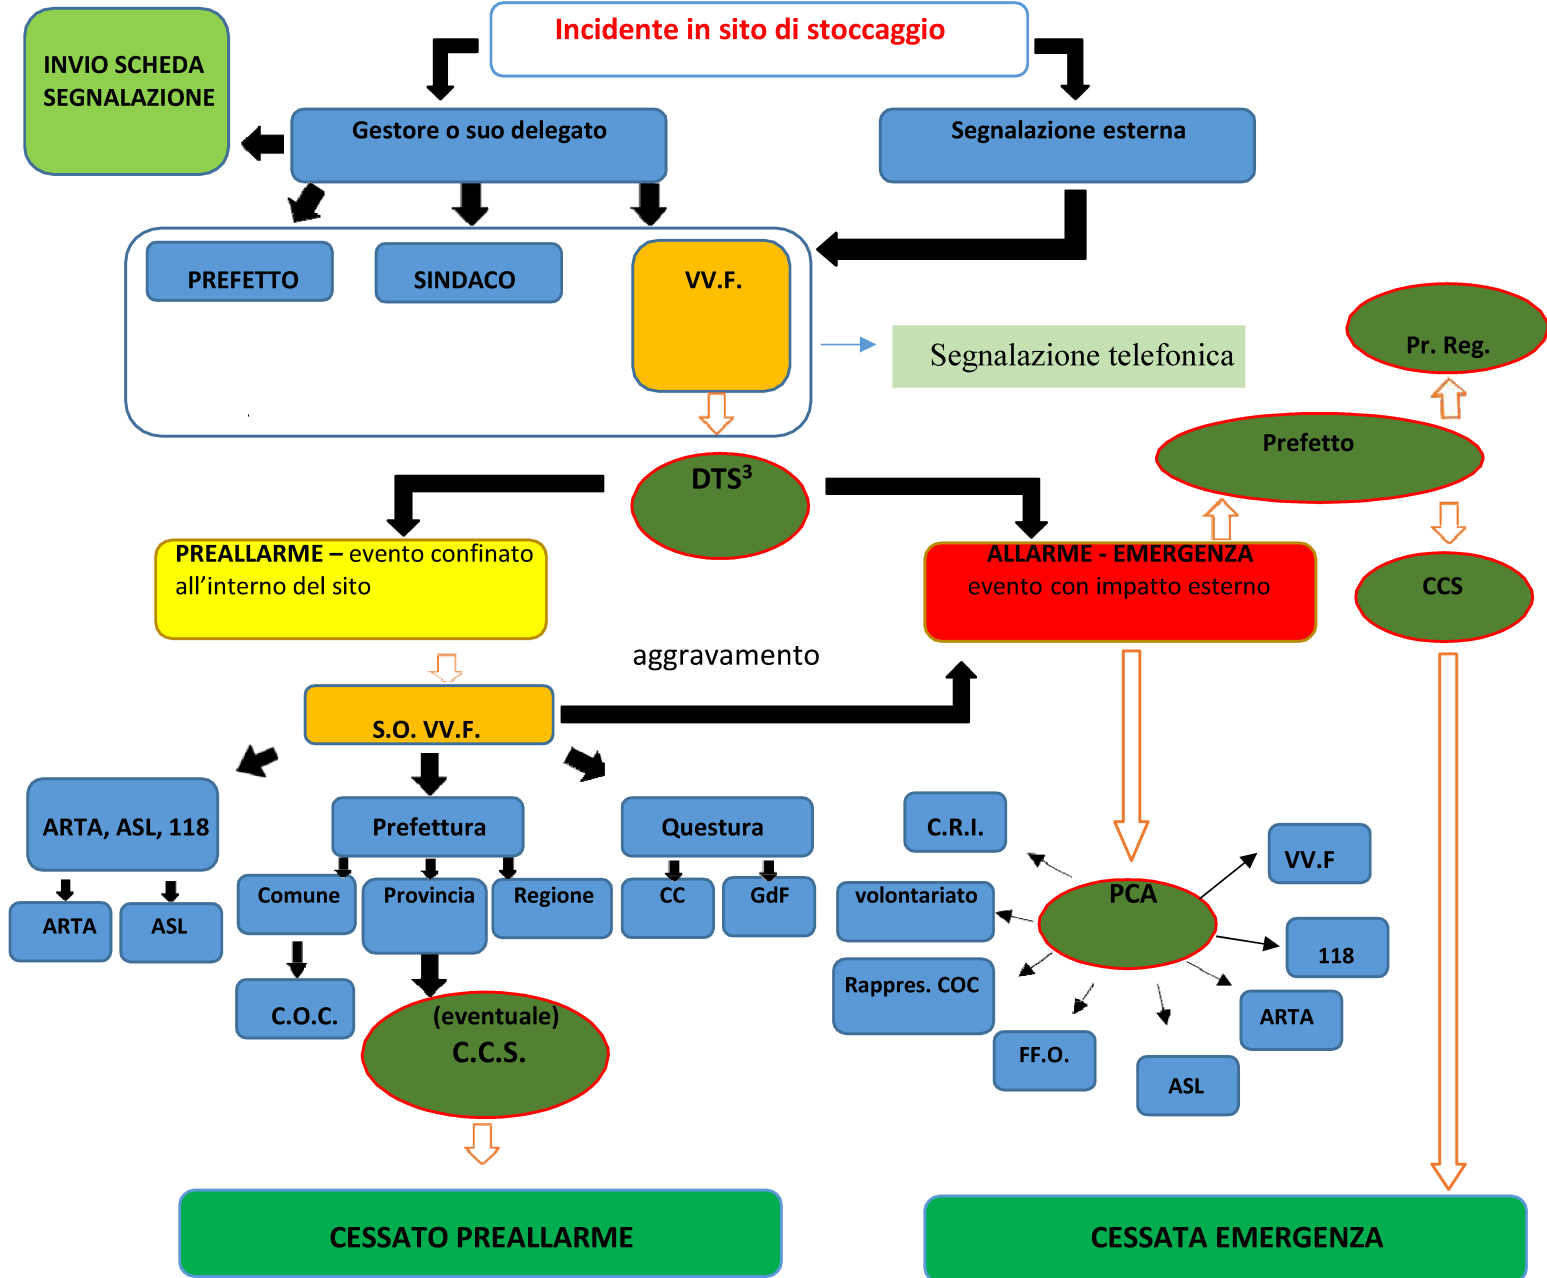 Incidente in sito di stoccaggio
INVIO SCHEDA
SEGNALAZIONE
Gestore o suo delegato
Segnalazione esterna
PREFETTO
SINDACO
VV.F.
Segnalazione telefonica
Pr. Reg.
Prefetto
DTS³
PREALLARME – evento confinato
all’interno del sito
ALLARME - EMERGENZA
evento con impatto esterno
CCS
aggravamento
S.O. VV.F.
ARTA, ASL, 118
Prefettura
Questura
ARTA
ASL
Comune
Provincia
Regione
CC
GdF
C.O.C.
(eventuale)
C.C.S.
C.R.I.
VV.F
PCA
volontariato
118
Rappres. COC
ARTA
FF.O.
ASL
CESSATO PREALLARME
CESSATA EMERGENZA